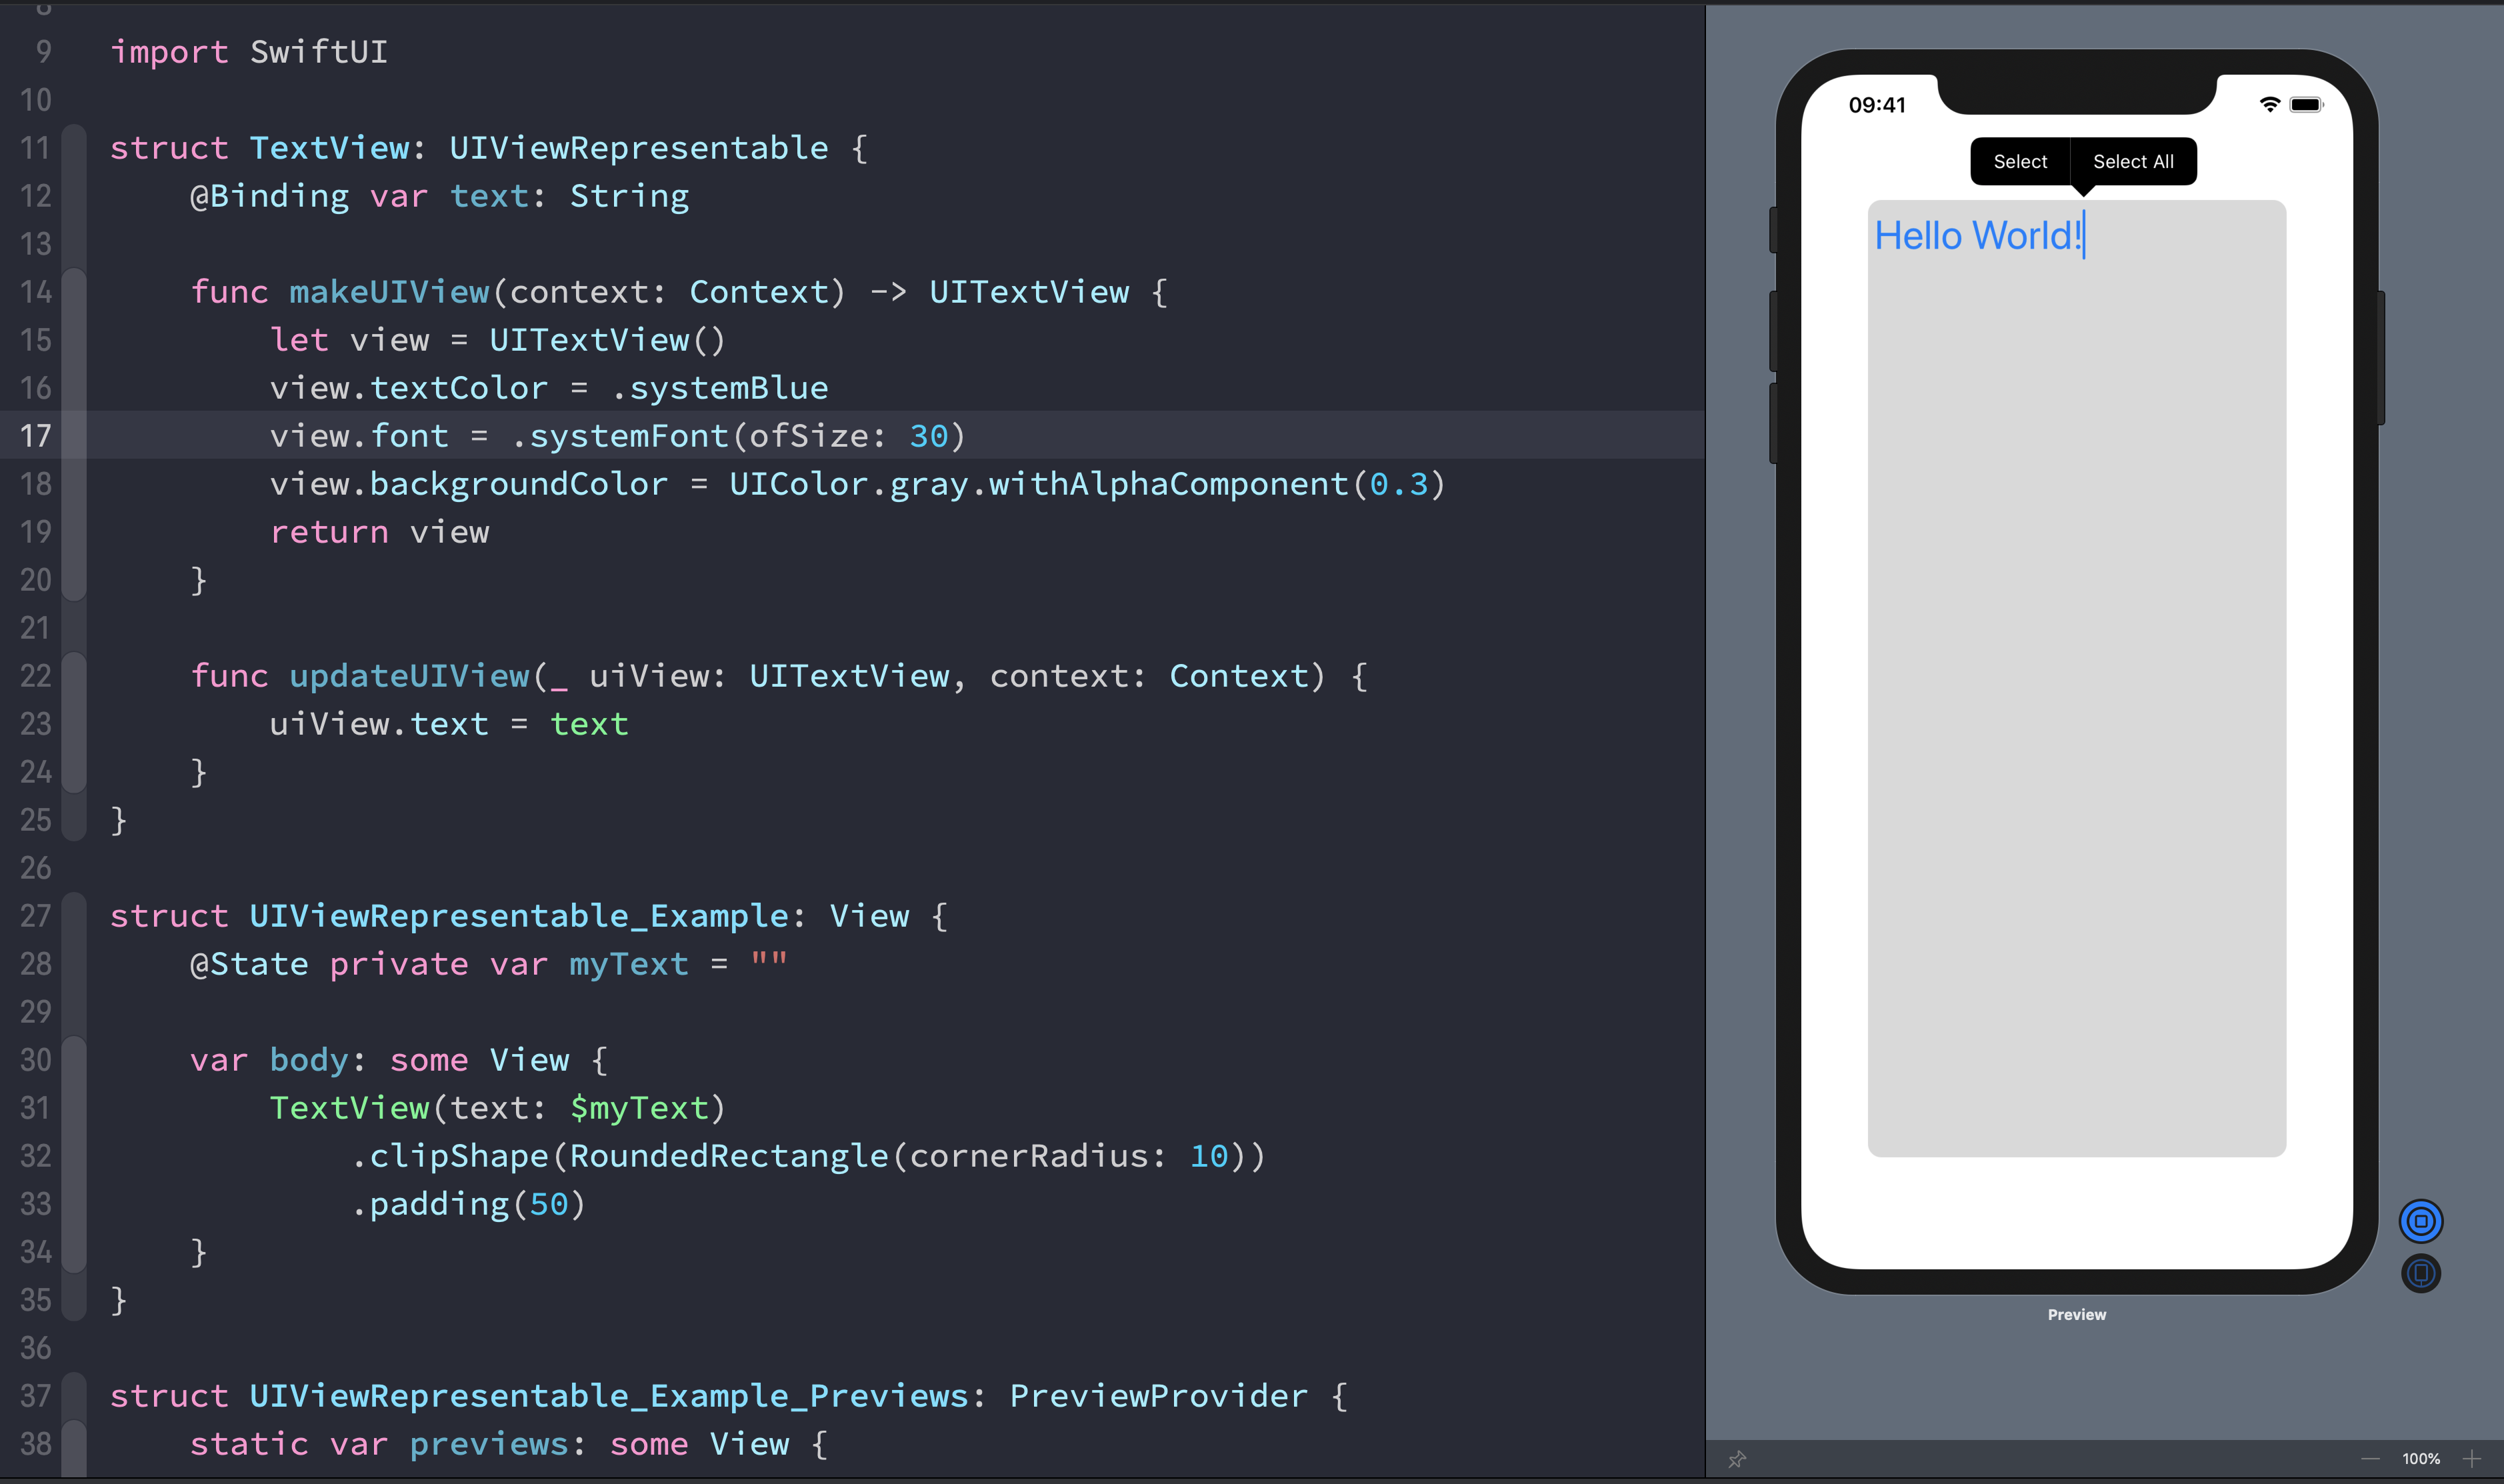 8
9 import SwiftUI
10
11 struct TextView: UIViewRepresentable {
12 @Binding var text: String
13
14 func makeUIView(context: Context) -> UITextView {
15 let view = UITextView()
16 view.textColor = .systemBlue
17 view.font = .systemFont(ofSize: 30)
18 view.backgroundColor = UIColor.gray.withAlphaComponent(0.3)
19 return view
20 }
21
22 func updateUIView(_ uiView: UITextView, context: Context) {
23 uiView.text = text
24 }
25 }
26
27 struct UIViewRepresentable_Example: View {
28 @State private var myText = ""
29
30 var body: some View {
31 TextView(text: $myText)
32 .clipShape(RoundedRectangle(cornerRadius: 10))
33 .padding(50)
34 }
35 }
36
37 struct UIViewRepresentable_Example_Previews: PreviewProvider {
38 static var previews: some View {
09:41
Select Select All
Hello World!
Preview
100%